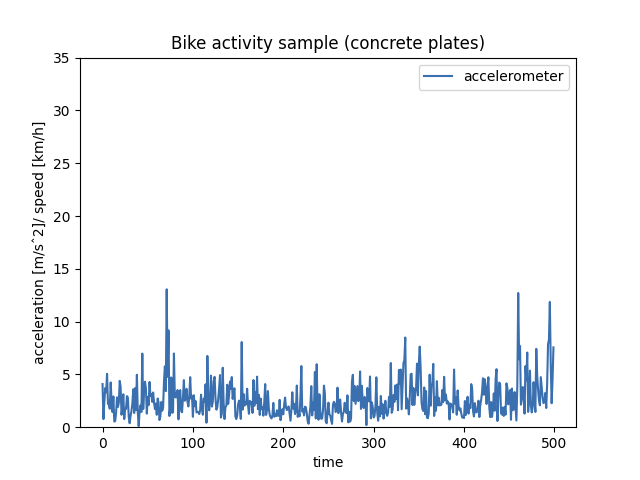 Bike activity sample (concrete plates)
accelerometer
acceleration [m/sˆ2]/ speed [km/h]
35
30
25
20
15
10
5
0
0 100 200 300 400 500
time